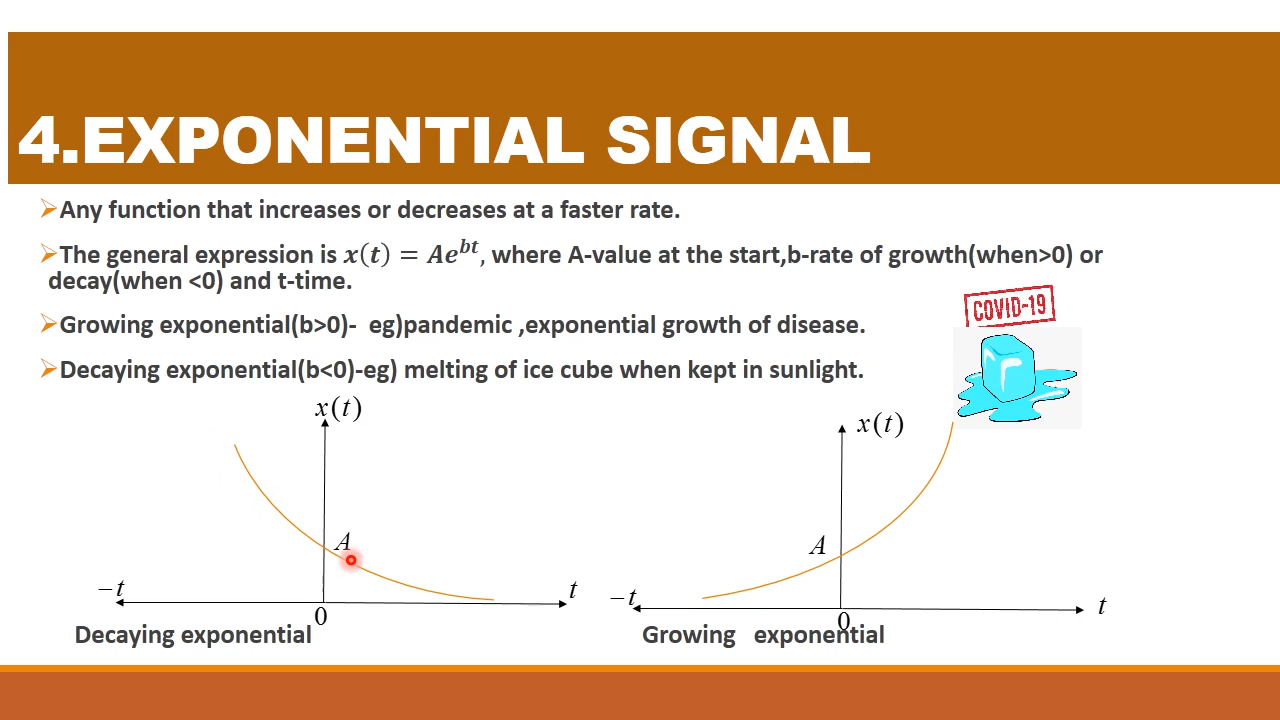 4.EXPONENTIAL SIGNAL
Any function that increases or decreases at a faster rate.
The general expression is x(t) = Ae^{bt}, where A-value at the start,b-rate of growth(when>0) or
decay(when <0) and t-time.
COVID-19
Growing exponential(b>0)- eg)pandemic ,exponential growth of disease.
Decaying exponential(b<0)-eg) melting of ice cube when kept in sunlight.
x(t)
A
−t
t
0
Decaying exponential
x(t)
A
−t
t
0
Growing exponential